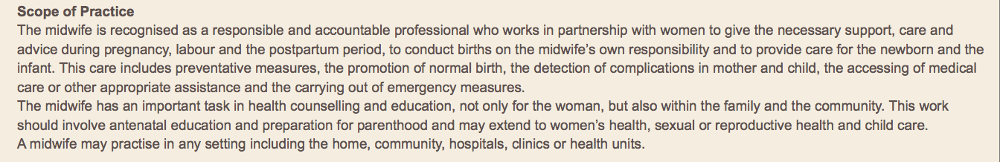 Scope of Practice
The midwife is recognised as a responsible and accountable professional who works in partnership with women to give the necessary support, care and
advice during pregnancy, labour and the postpartum period, to conduct births on the midwife's own responsibility and to provide care for the newborn and the
infant. This care includes preventative measures, the promotion of normal birth, the detection of complications in mother and child, the accessing of medical
care or other appropriate assistance and the carrying out of emergency measures.
The midwife has an important task in health counselling and education, not only for the woman, but also within the family and the community. This work
should involve antenatal education and preparation for parenthood and may extend to women's health, sexual or reproductive health and child care.
A midwife may practise in any setting including the home, community, hospitals, clinics or health units.